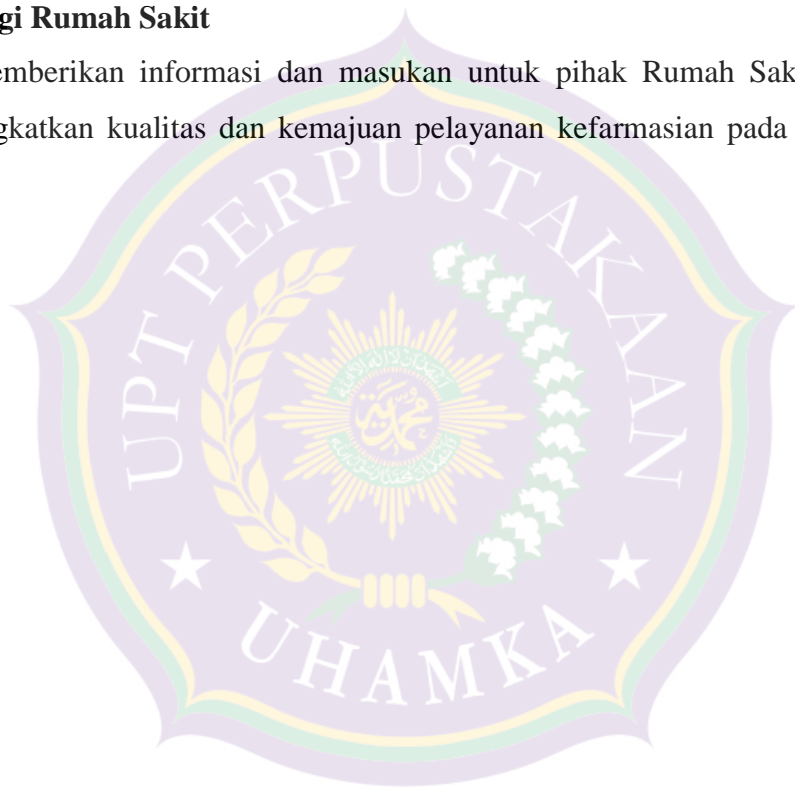 gi Rumah Sakit
emberikan informasi dan masukan untuk pihak Rumah Sak
gkatkan kualitas dan kemajuan pelayanan kefarmasian pada
UPT PERPUSTAKAAN
محمدية
UHAMKA